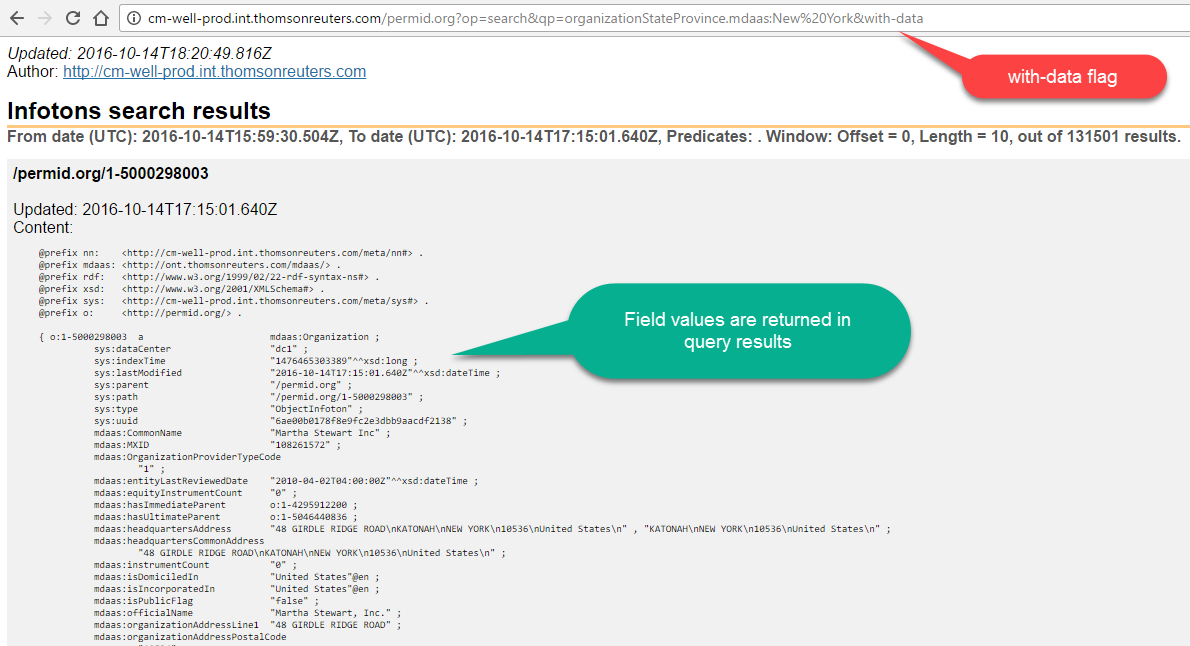 cm-well-prod.int.thomsonreuters.com/permid.org?op=search&qp=organizationStateProvince.mdaas:New%20York&with-data
with-data flag
Updated: 2016-10-14T18:20:49.816Z
Author: http://cm-well-prod.int.thomsonreuters.com
Infotons search results
From date (UTC): 2016-10-14T15:59:30.504Z, To date (UTC): 2016-10-14T17:15:01.640Z, Predicates: . Window: Offset = 0, Length = 10, out of 131501 results.
/permid.org/1-5000298003
Updated: 2016-10-14T17:15:01.640Z
Content:
@prefix nn: <http://cm-well-prod.int.thomsonreuters.com/meta/nn#> .
@prefix mdaas: <http://ont.thomsonreuters.com/mdaas/> .
@prefix rdf: <http://www.w3.org/1999/02/22-rdf-syntax-ns#> .
@prefix xsd: <http://www.w3.org/2001/XMLSchema#> .
@prefix sys: <http://cm-well-prod.int.thomsonreuters.com/meta/sys#> .
@prefix o: <http://permid.org/> .
Field values are returned in
query results
{ o:1-5000298003 a mdaas:Organization ;
sys:dataCenter "dc1" ;
sys:indexTime "1476465303389"^^xsd:long ;
sys:lastModified "2016-10-14T17:15:01.640Z"^^xsd:dateTime ;
sys:parent "/permid.org" ;
sys:path "/permid.org/1-5000298003" ;
sys:type "ObjectInfoton" ;
sys:uuid "6ae00b0178f8e9fc2e3dbb9aacdf2138" ;
mdaas:CommonName "Martha Stewart Inc" ;
mdaas:MXID "108261572" ;
mdaas:OrganizationProviderTypeCode
"1" ;
mdaas:entityLastReviewedDate "2010-04-02T04:00:00Z"^^xsd:dateTime ;
mdaas:equityInstrumentCount "0" ;
mdaas:hasImmediateParent o:1-4295912200 ;
mdaas:hasUltimateParent o:1-5046440836 ;
mdaas:headquartersAddress "48 GIRDLE RIDGE ROAD\nKATONAH\nNEW YORK\n10536\nUnited States\n" , "KATONAH\nNEW YORK\n10536\nUnited States\n" ;
mdaas:headquartersCommonAddress
"48 GIRDLE RIDGE ROAD\nKATONAH\nNEW YORK\n10536\nUnited States\n" ;
mdaas:instrumentCount "0" ;
mdaas:isDomiciledIn "United States"@en ;
mdaas:isIncorporatedIn "United States"@en ;
mdaas:isPublicFlag "false" ;
mdaas:officialName "Martha Stewart, Inc." ;
mdaas:organizationAddressLine1 "48 GIRDLE RIDGE ROAD" ;
mdaas:organizationAddressPostalCode